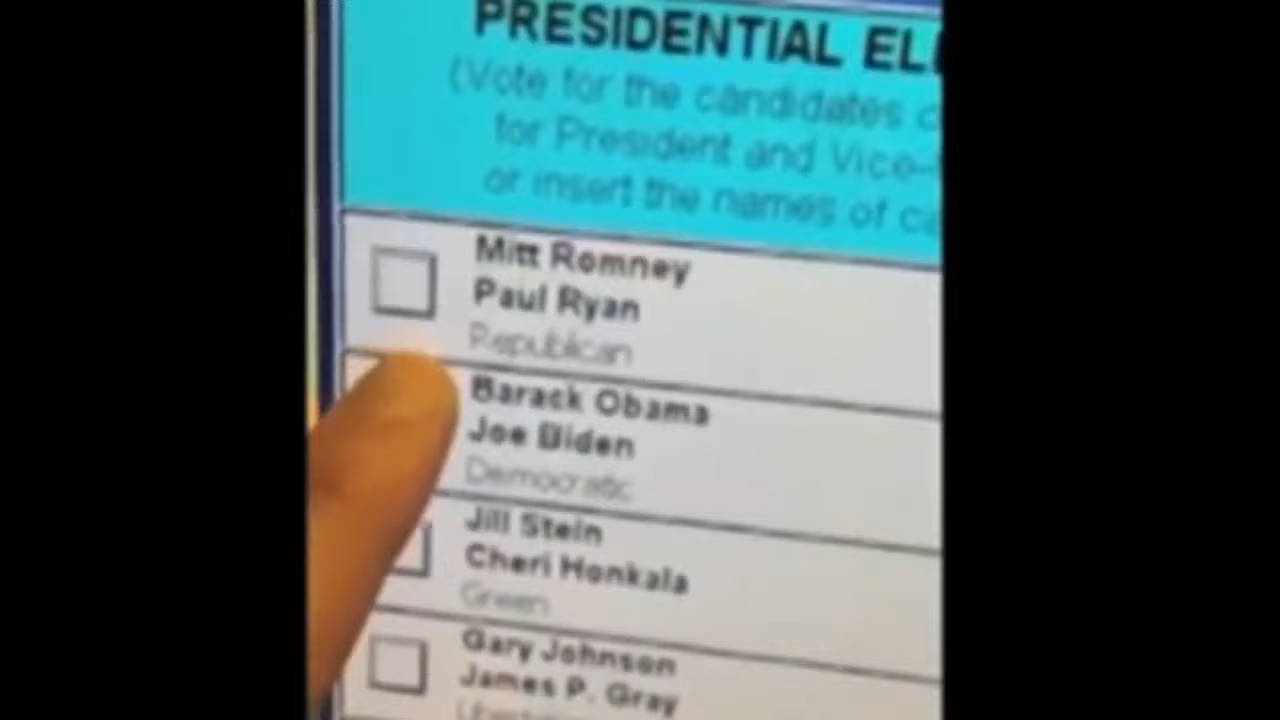 PRESIDENTIAL
(Vote for the candidates
for President and Vice-
or insert the names of
Mitt Romney
Paul Ryan
Republican
Barack Obama
Joe Biden
Democratic
Jill Stein
Cheri Honkala
Green
Gary Johnson
James P. Gray